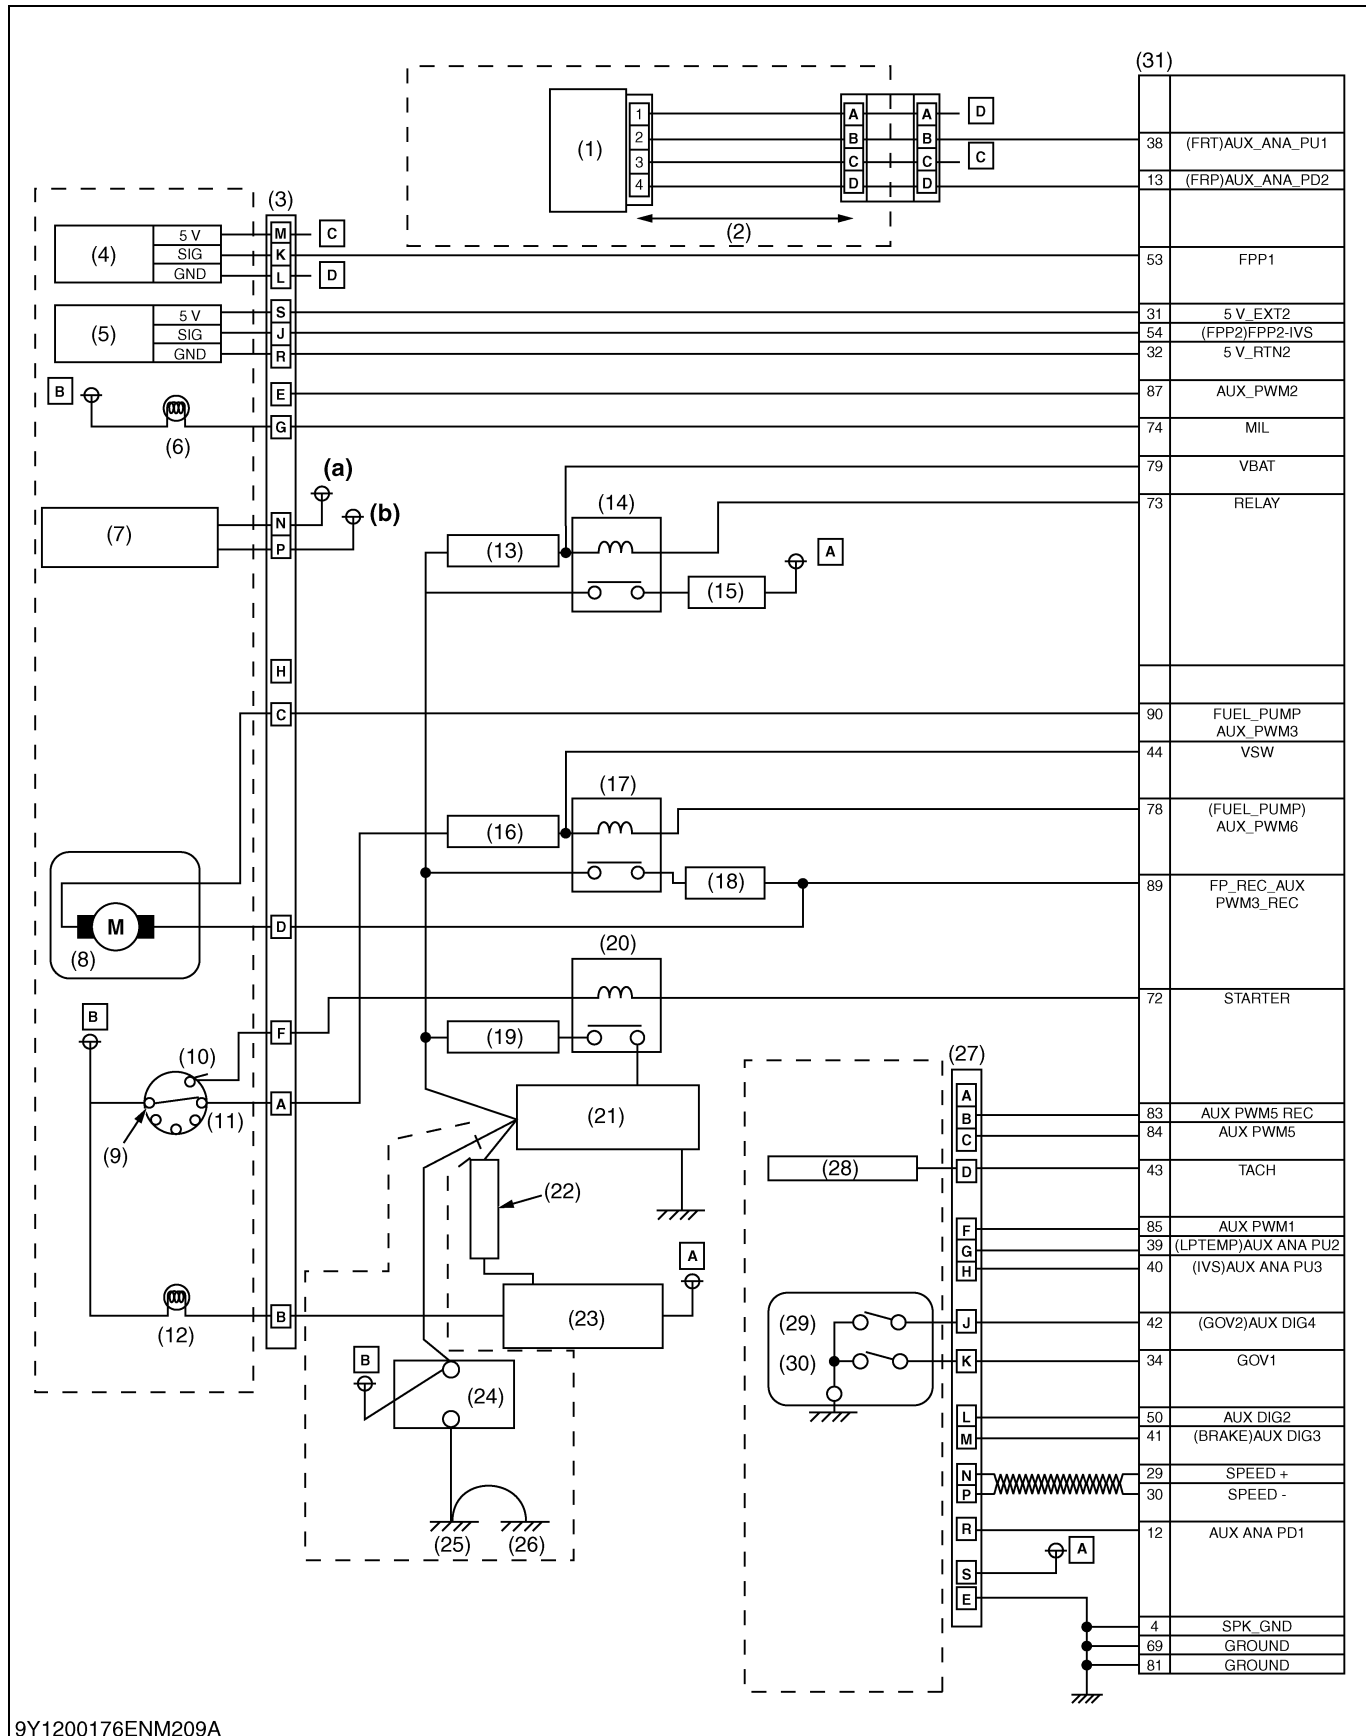 (31)
1 A A D
(1) 2 B B 38 (FRT)AUX_ANA_PU1
3 C C C
4 D D 13 (FRP)AUX_ANA_PD2
(2)
(3)
5 V M C
(4) SIG K 53 FPP1
GND L D
5 V S 31 5 V_EXT2
(5) SIG J 54 (FPP2)FPP2-IVS
GND R 32 5 V_RTN2
B E 87 AUX_PWM2
G 74 MIL
(6)
(a) 79 VBAT
(14) 73 RELAY
(7) N (b)
P (13) A
(15)
H
C 90 FUEL_PUMP
AUX_PWM3
44 VSW
(17)
78 (FUEL_PUMP)
(16) AUX_PWM6
(18) 89 FP_REC_AUX
PWM3_REC
M D
(8) (20)
72 STARTER
B F (19)
(10) (27)
A
A (11) (21) B 83 AUX PWM5 REC
(9) C 84 AUX PWM5
(28) D 43 TACH
(22)
F 85 AUX PWM1
A G 39 (LPTEMP)AUX ANA PU2
H 40 (IVS)AUX ANA PU3
B (23) (29) J 42 (GOV2)AUX DIG4
(12)
B (30) K 34 GOV1
(24)
L 50 AUX DIG2
M 41 (BRAKE)AUX DIG3
N 29 SPEED +
P 30 SPEED -
(25) (26) R 12 AUX ANA PD1
A
S
E
4 SPK_GND
69 GROUND
81 GROUND
9Y1200176ENM209A